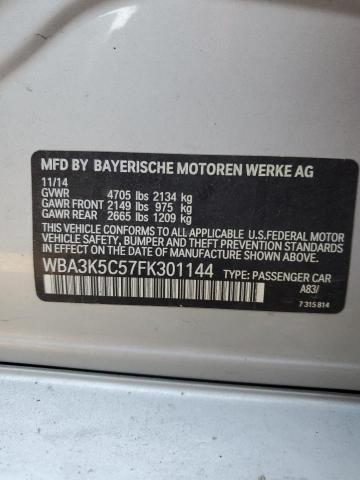 MFD BY BAYERISCHE MOTOREN WERKE AG
11/14
GVWR 4705 lbs 2134 kg
GAWR FRONT 2149 lbs 975 kg
GAWR REAR 2665 lbs 1209 kg
THIS VEHICLE CONFORMS TO ALL APPLICABLE U.S.FEDERAL MOTOR
VEHICLE SAFETY, BUMPER AND THEFT PREVENTION STANDARDS
IN EFFECT ON THE DATE OF MANUFACTURE SHOWN ABOVE.
WBA3K5C57FK301144 TYPE: PASSENGER CAR
A83/
7 315 814